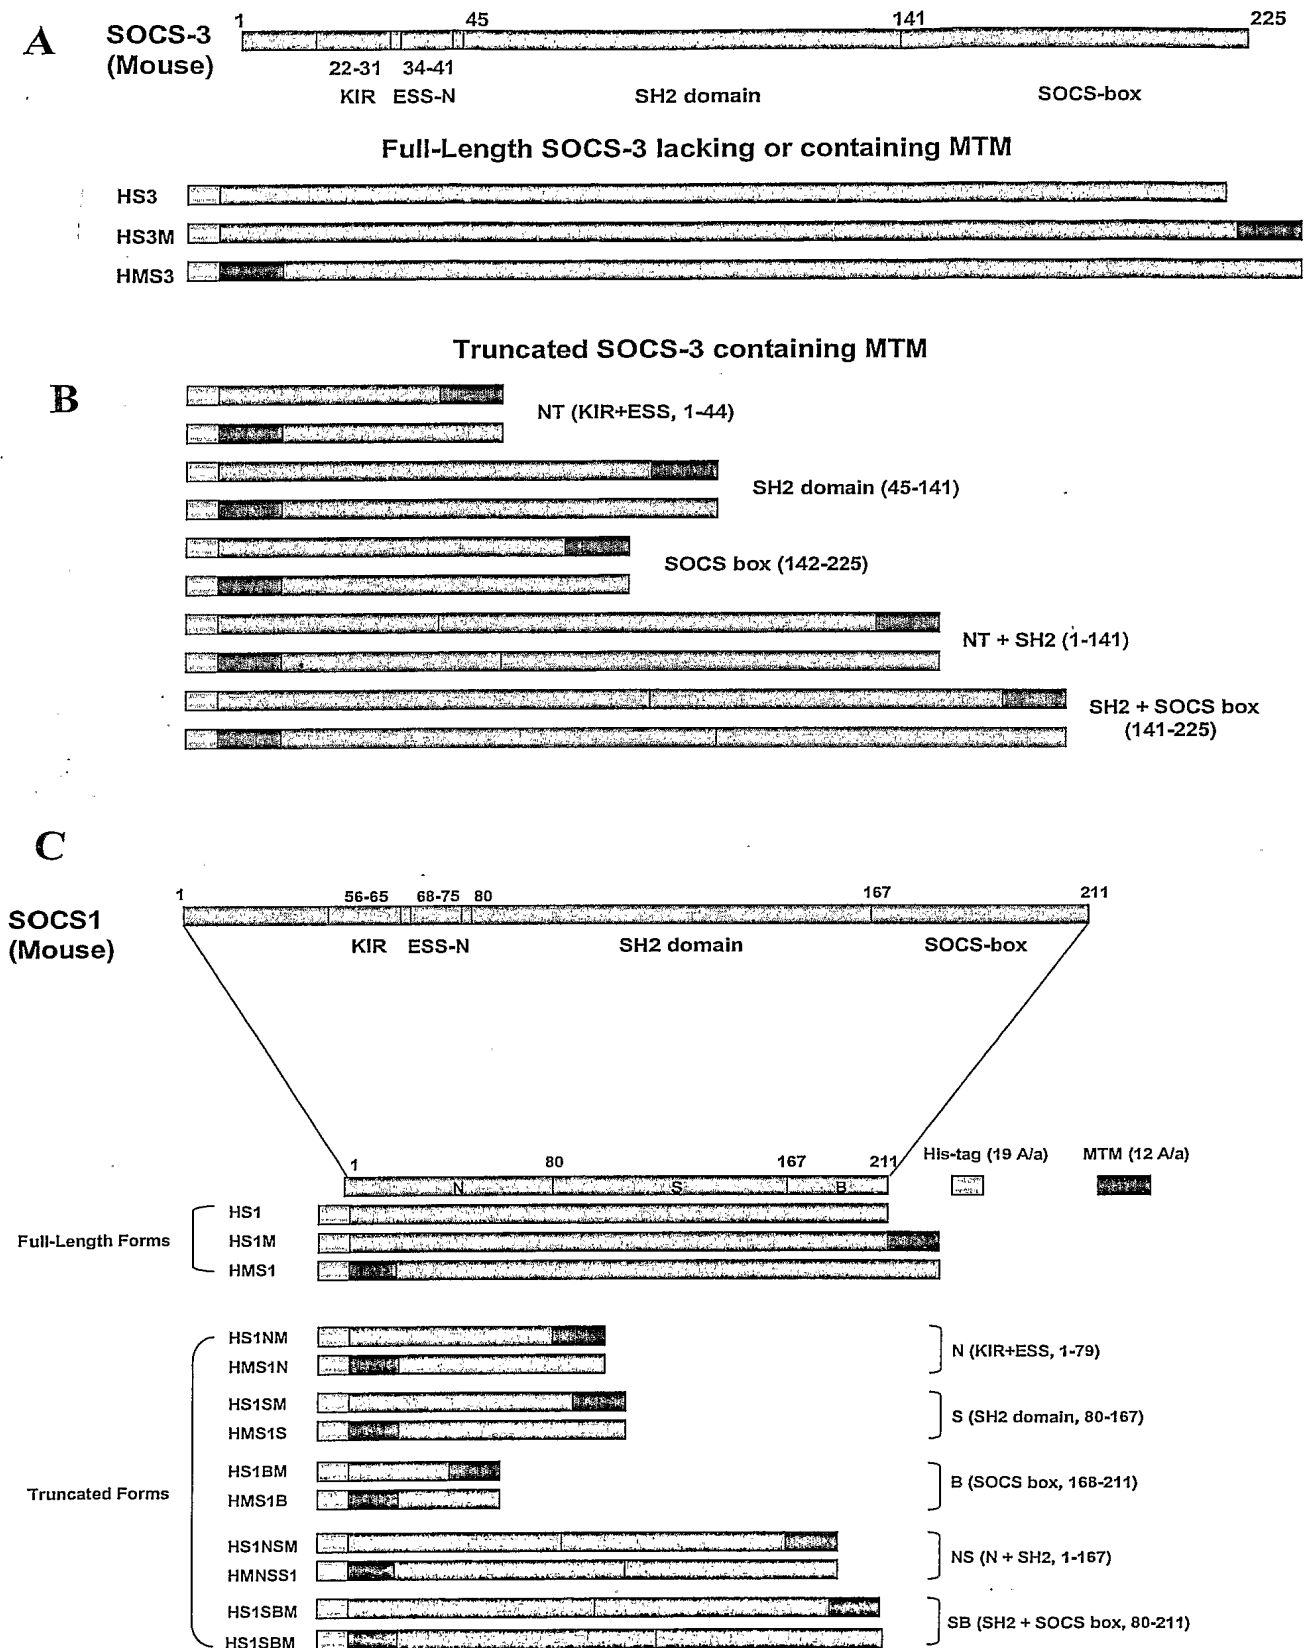 A
SOCS-3
(Mouse)
1
45
141
225
22-31
34-41
KIR
ESS-N
SH2 domain
SOCS-box
Full-Length SOCS-3 lacking or containing MTM
HS3
HS3M
HMS3
Truncated SOCS-3 containing MTM
B
NT (KIR+ESS, 1-44)
SH2 domain (45-141)
SOCS box (142-225)
NT + SH2 (1-141)
SH2 + SOCS box
(141-225)
C
SOCS1
(Mouse)
1
56-65
68-75
80
167
211
KIR
ESS-N
SH2 domain
SOCS-box
1
80
167
211
His-tag (19 A/a)
MTM (12 A/a)
N
S
B
Full-Length Forms
HS1
HS1M
HMS1
Truncated Forms
HS1NM
HMS1N
N (KIR+ESS, 1-79)
HS1SM
HMS1S
S (SH2 domain, 80-167)
HS1BM
HMS1B
B (SOCS box, 168-211)
HS1NSM
HMNSS1
NS (N + SH2, 1-167)
HS1SBM
HS1SBM
SB (SH2 + SOCS box, 80-211)